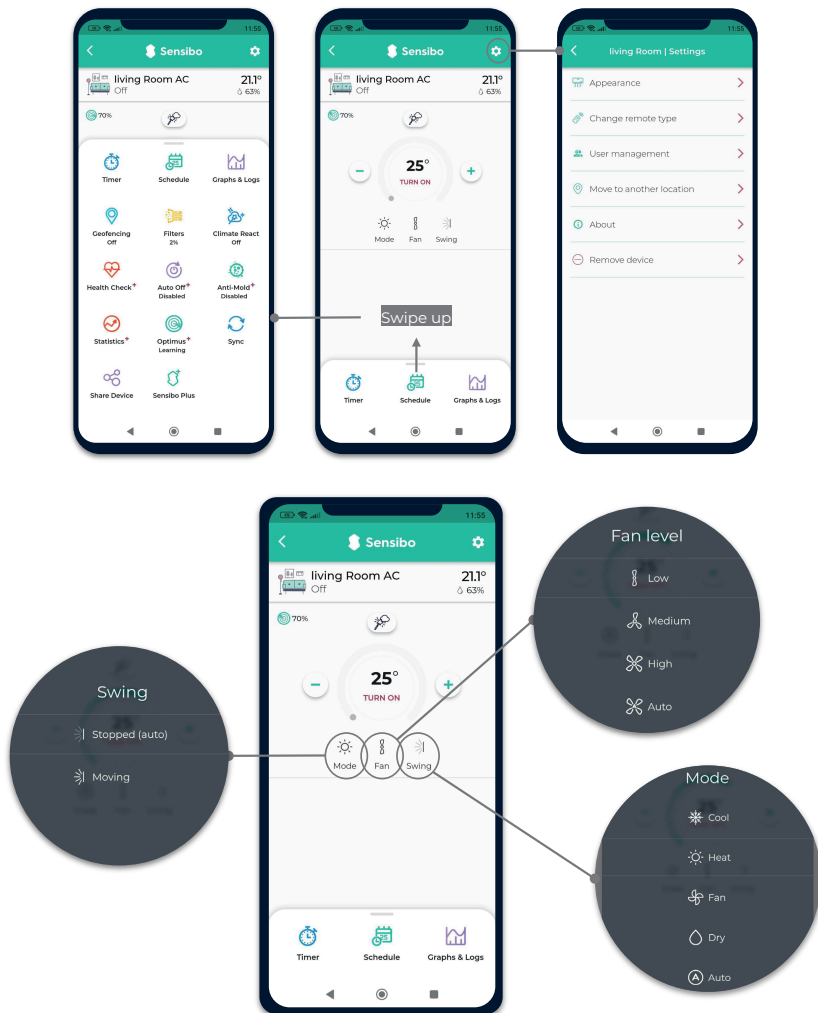 11:55
Sensibo
living Room AC 21.1°
Off 63%
70%
Timer Schedule Graphs & Logs
Geofencing Filters Climate React
Off 2% Off
Health Check+ Auto Off+ Anti-Mold+
Disabled Disabled
Statistics+ Optimus+ Sync
Learning
Share Device Sensibo Plus
11:55
Sensibo
living Room AC 21.1°
Off 63%
70%
25°
TURN ON
Mode Fan Swing
Swipe up
Timer Schedule Graphs & Logs
11:55
living Room | Settings
Appearance
Change remote type
User management
Move to another location
About
Remove device
11:55
Sensibo
living Room AC 21.1°
Off 63%
70%
25°
TURN ON
Mode Fan Swing
Timer Schedule Graphs & Logs
Swing
Stopped (auto)
Moving
Fan level
Low
Medium
High
Auto
Mode
Cool
Heat
Fan
Dry
Auto